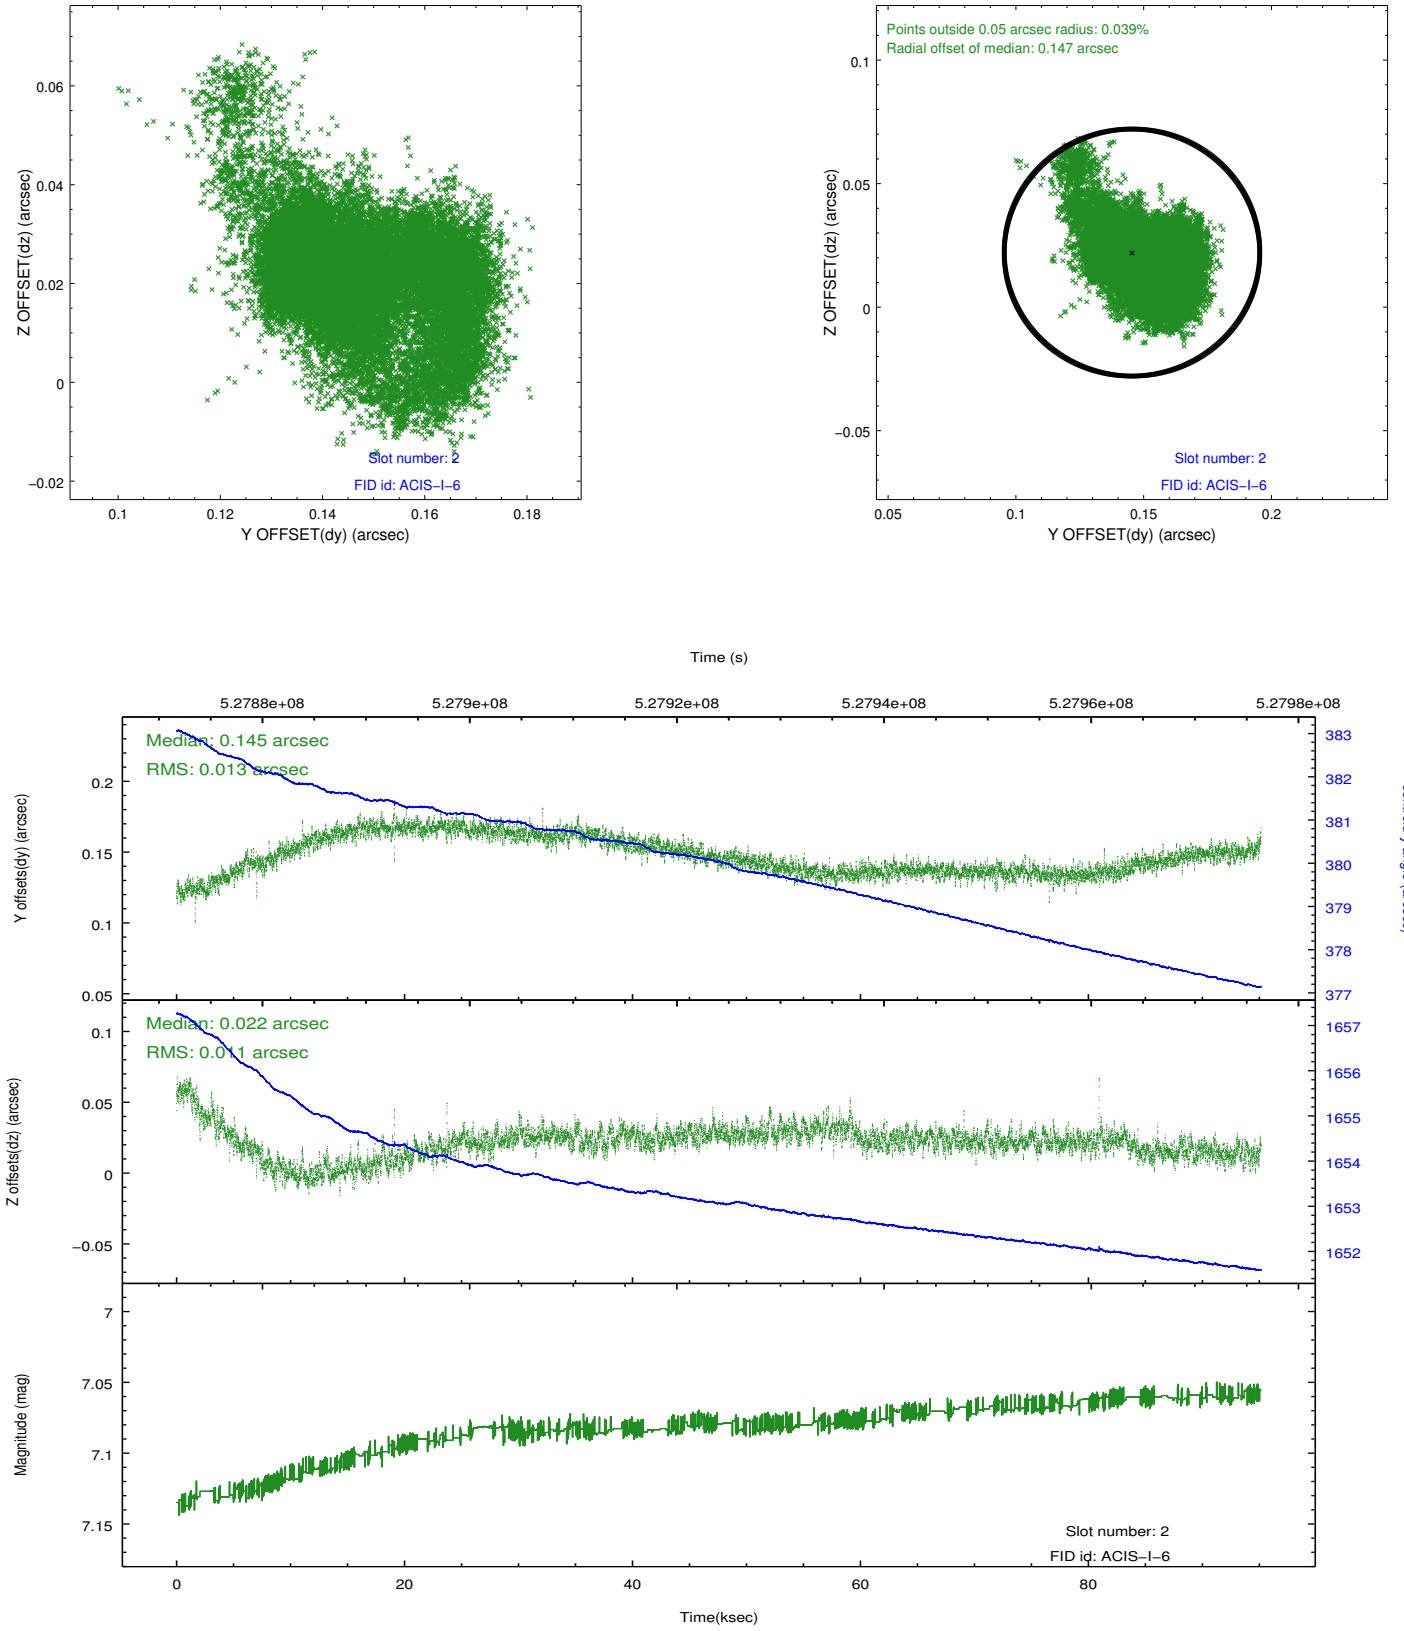 0.06
0.04
0.02
0
−0.02
Z OFFSET(dz) (arcsec)
Slot number: 2
FID id: ACIS−I−6
0.1 0.12 0.14 0.16 0.18
Y OFFSET(dy) (arcsec)
Points outside 0.05 arcsec radius: 0.039%
Radial offset of median: 0.147 arcsec
0.1
0.05
0
−0.05
Z OFFSET(dz) (arcsec)
Slot number: 2
FID id: ACIS−I−6
0.05 0.1 0.15 0.2
Y OFFSET(dy) (arcsec)
Time (s)
5.2788e+08 5.279e+08 5.2792e+08 5.2794e+08 5.2796e+08 5.2798e+08
Median: 0.145 arcsec
RMS: 0.013 arcsec
0.2
0.15
0.1
0.05
Y offsets(dy) (arcsec)
383
382
381
380
379
378
377
Median: 0.022 arcsec
RMS: 0.011 arcsec
0.1
0.05
0
−0.05
Z offsets(dz) (arcsec)
1657
1656
1655
1654
1653
1652
7
7.05
7.1
7.15
Magnitude (mag)
Slot number: 2
FID id: ACIS−I−6
0 20 40 60 80
Time(ksec)